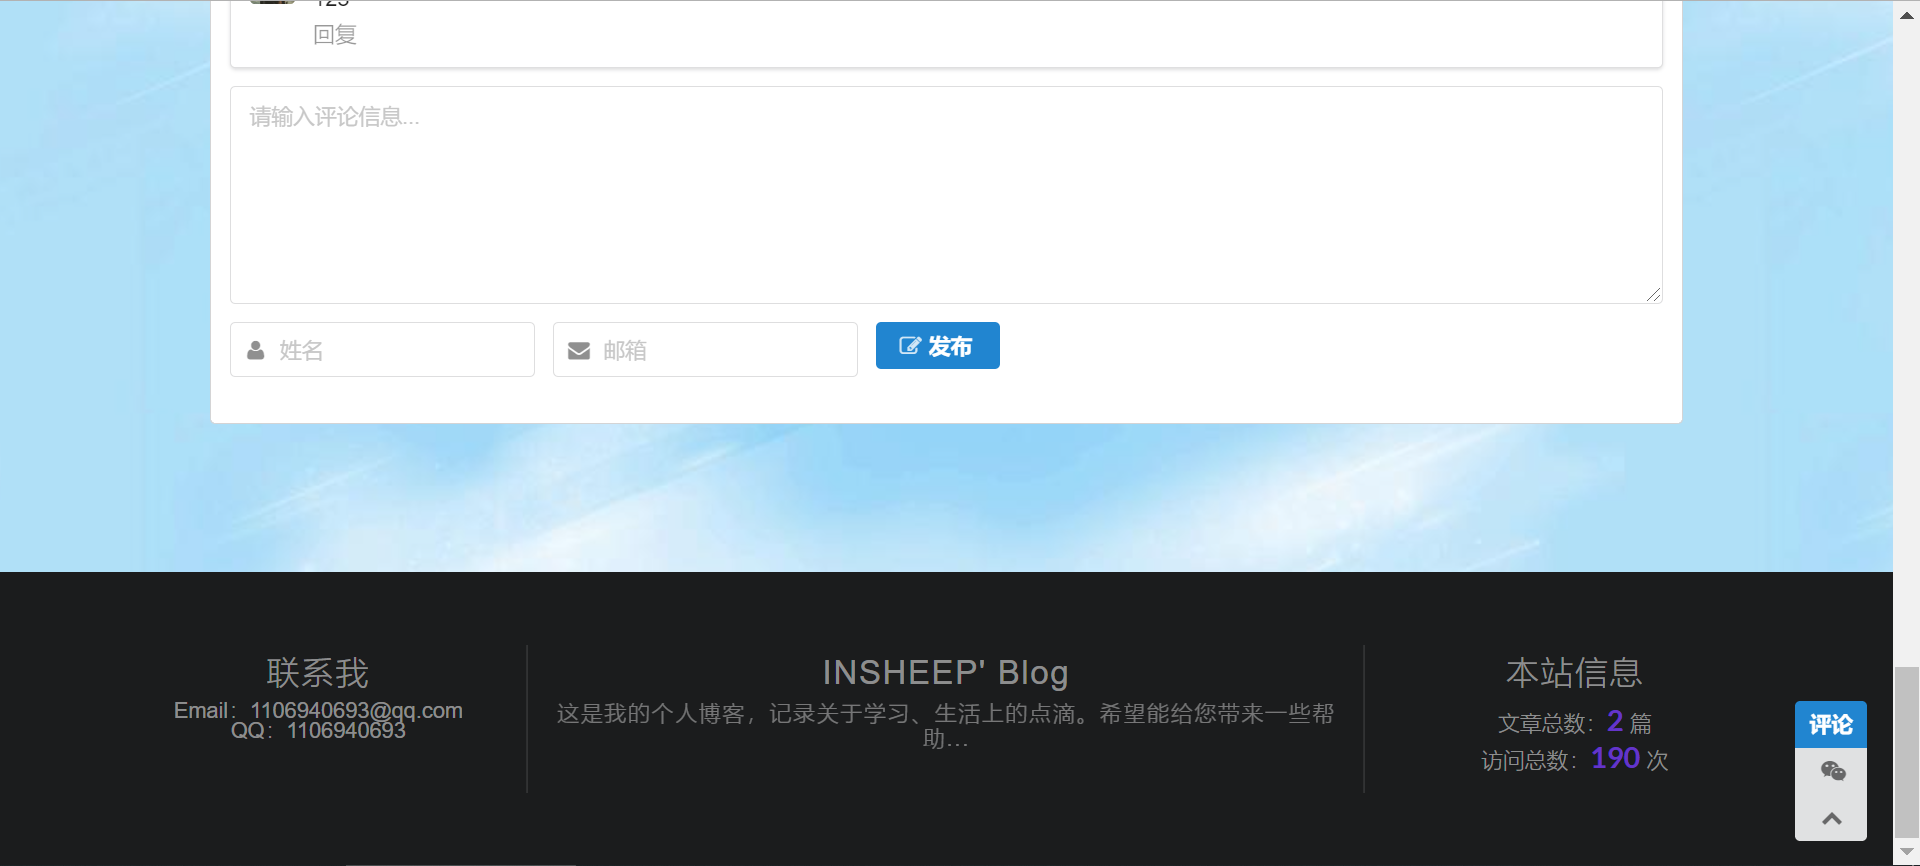 回复
请输入评论信息...
姓名
邮箱
发布
联系我
Email：1106940693@qq.com
QQ：1106940693
INSHEEP' Blog
这是我的个人博客，记录关于学习、生活上的点滴。希望能给您带来一些帮
助...
本站信息
文章总数：2 篇
访问总数：190 次
评论